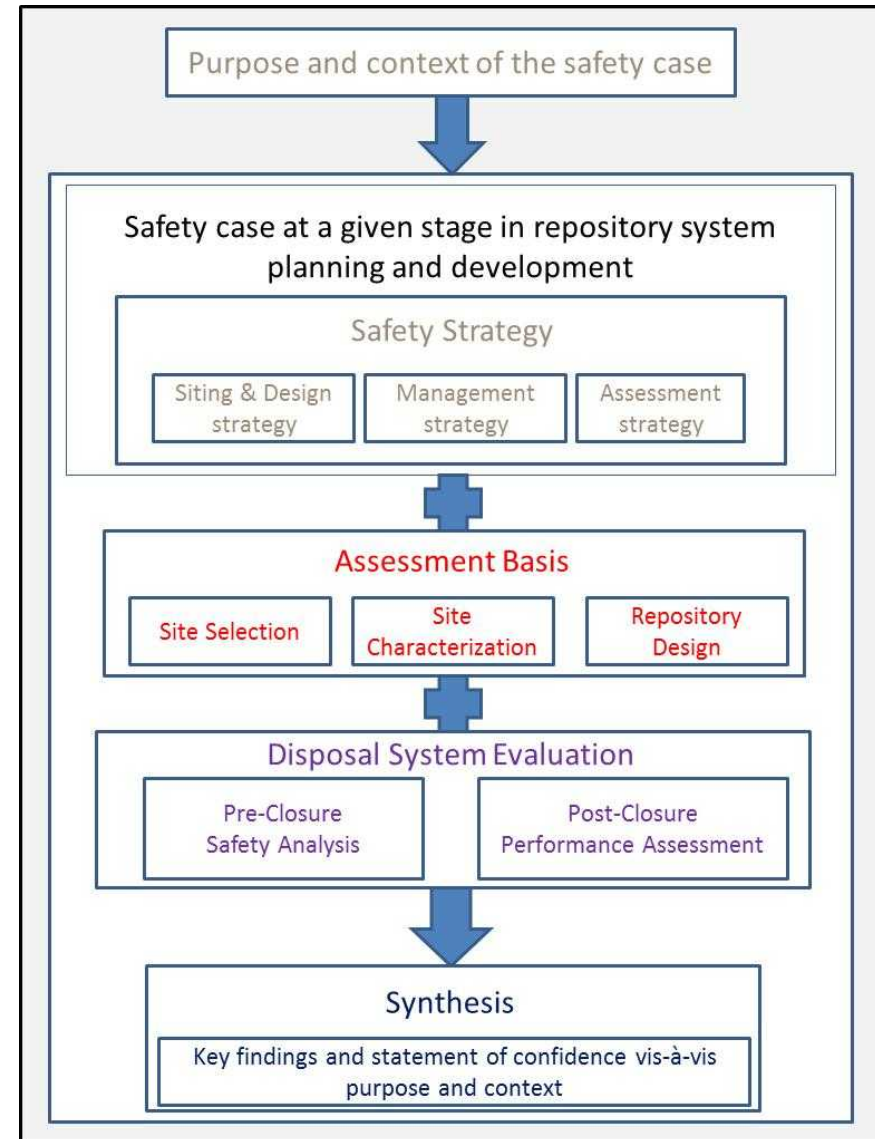 Purpose and context of the safety case
Safety case at a given stage in repository system
planning and development
Safety Strategy
Siting & Design
strategy
Management
strategy
Assessment
strategy
Assessment Basis
Site Selection
Site
Characterization
Repository
Design
Disposal System Evaluation
Pre-Closure
Safety Analysis
Post-Closure
Performance Assessment
Synthesis
Key findings and statement of confidence vis-à-vis
purpose and context